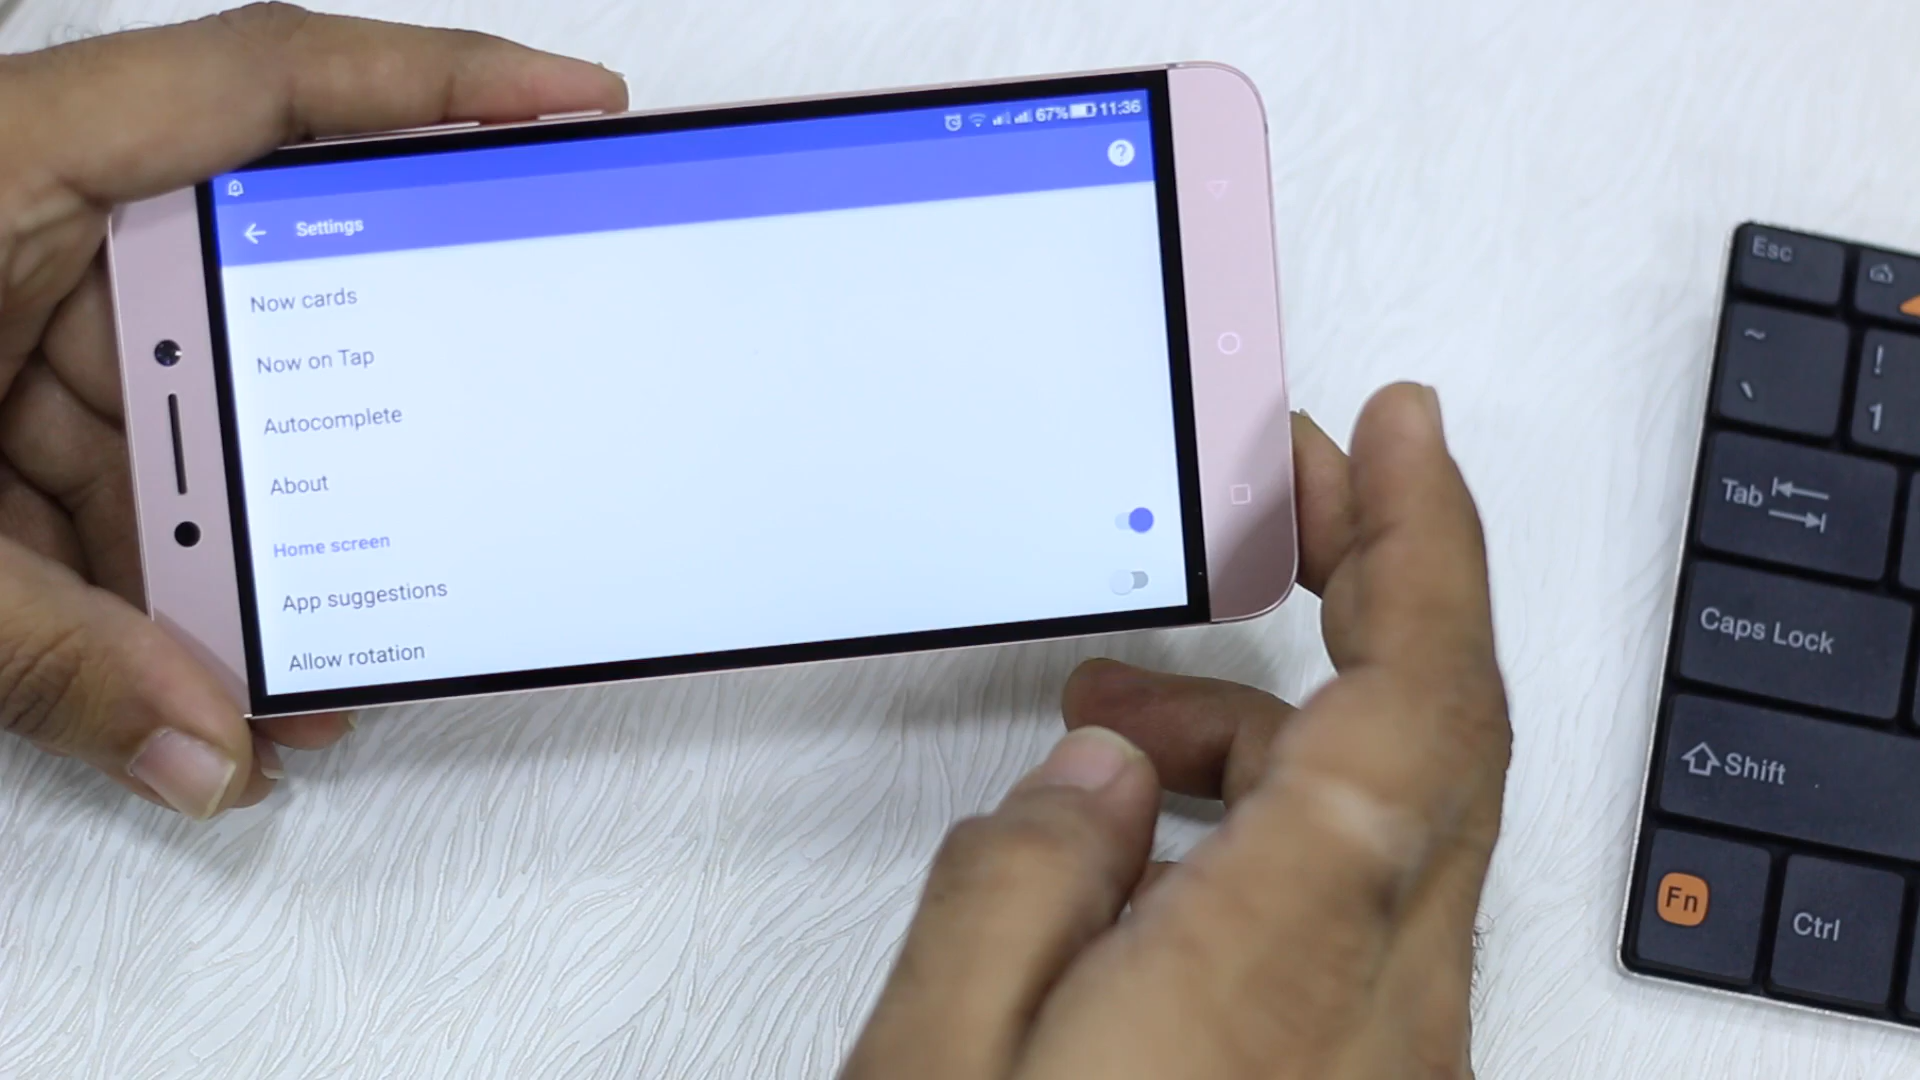 67% 11:36
?
Settings
Now cards
Now on Tap
Autocomplete
About
Home screen
App suggestions
Allow rotation
Esc
~
`
!
1
Tab
Caps Lock
Shift
Fn
Ctrl